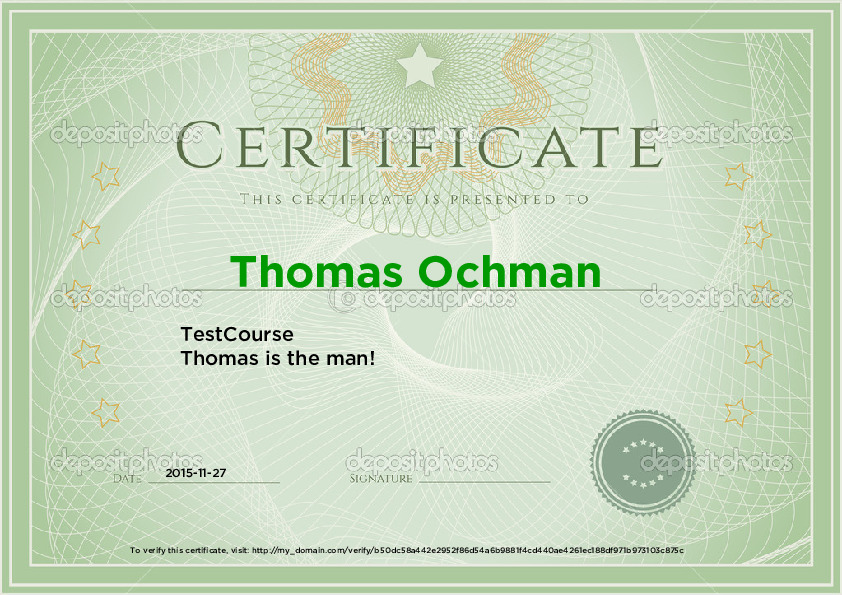 depositphotos depositphotos depositphotos
CERTIFICATE
THIS CERTIFICATE IS PRESENTED TO
Thomas Ochman
depositphotos © depositphotos depositphotos
TestCourse
Thomas is the man!
depositphotos depositphotos depositphotos
DATE 2015-11-27 SIGNATURE
To verify this certificate, visit: http://my_domain.com/verify/b50dc58a442e2952f86d54a6b9881f4cd440ae4261ec188df971b973103c875c